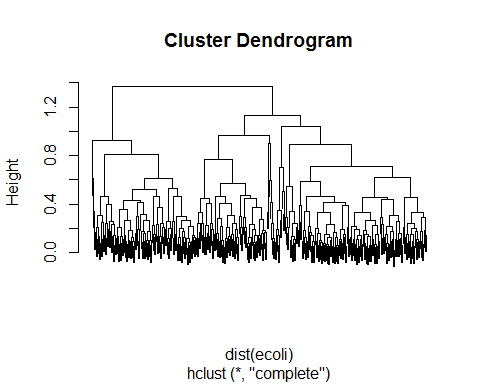 Cluster Dendrogram
Height
1.2
0.8
0.4
0.0
dist(ecoli)
hclust (*, "complete")